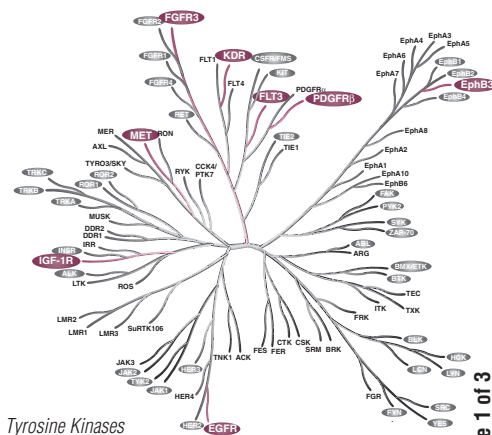 FGFR3
FGFR2
FGFR1
FGFR4
RET
KDR
FLT1
FLT4
CSFR/FMS
KIT
FLT3
PDGFRα
PDGFRβ
TIE2
TIE1
EphA4
EphA3
EphA6
EphA5
EphA7
EphB1
EphB2
EphB3
EphB4
EphA8
EphA2
EphA1
EphA10
EphB6
FAK
PYK2
SYK
ZAP-70
ABL
ARG
BMX/ETK
BTK
TEC
TXK
ITK
FRK
BLK
HCK
LCK
LYN
SRC
YES
FYN
FGR
BRK
SRM
CSK
CTK
FER
FES
ACK
TNK1
EGFR
HER2
HER4
HER3
JAK1
TYK2
JAK2
JAK3
SuRTK106
LMR3
LMR1
LMR2
ROS
LTK
ALK
IGF-1R
INSR
IRR
DDR1
DDR2
MUSK
TRKA
TRKB
TRKC
ROR1
ROR2
TYRO3/SKY
AXL
MER
MET
RON
RYK
CCK4/
PTK7
Tyrosine Kinases
e 1 of 3